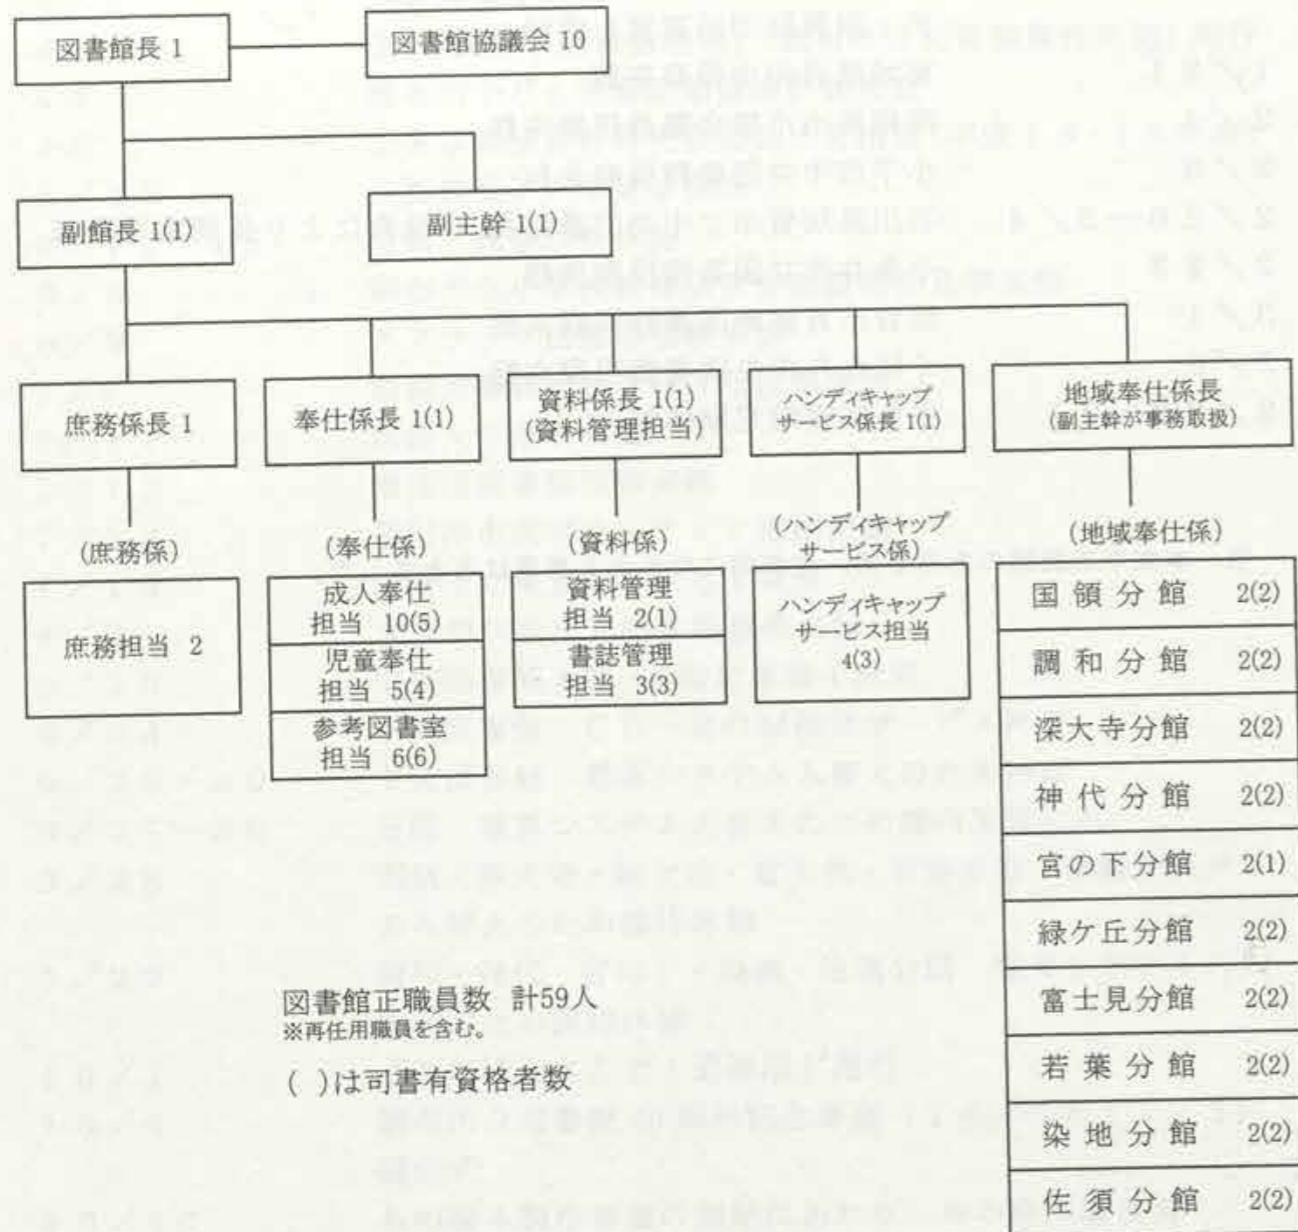 図書館長 1
図書館協議会 10
副館長 1(1)
副主幹 1(1)
庶務係長 1
奉仕係長 1(1)
資料係長 1(1)
(資料管理担当)
ハンディキャップ
サービス係長 1(1)
地域奉仕係長
(副主幹が事務取扱)
(庶務係)
庶務担当 2
(奉仕係)
成人奉仕
担当 10(5)
児童奉仕
担当 5(4)
参考図書室
担当 6(6)
(資料係)
資料管理
担当 2(1)
書誌管理
担当 3(3)
(ハンディキャップ
サービス係)
ハンディキャップ
サービス担当
4(3)
(地域奉仕係)
国領分館 2(2)
調和分館 2(2)
深大寺分館 2(2)
神代分館 2(2)
宮の下分館 2(1)
緑ケ丘分館 2(2)
富士見分館 2(2)
若葉分館 2(2)
染地分館 2(2)
佐須分館 2(2)
図書館正職員数 計59人
※再任用職員を含む。
( )は司書有資格者数